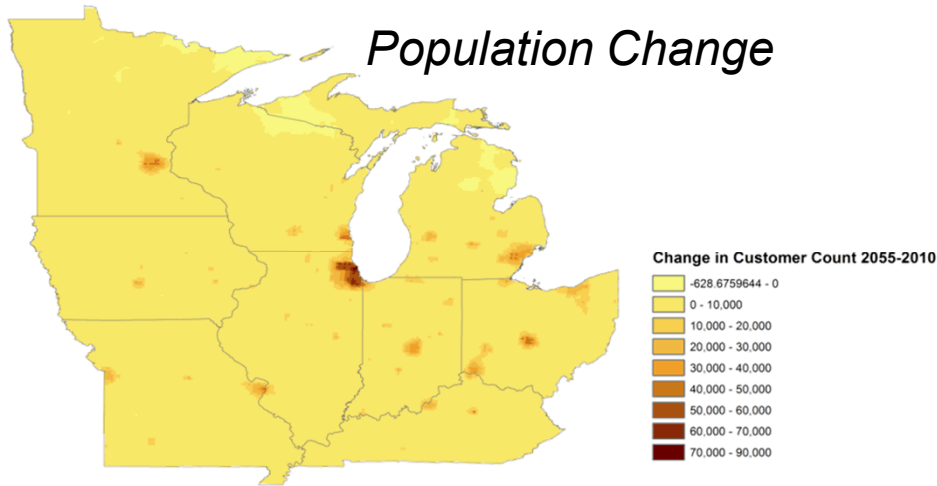 Population Change
Change in Customer Count 2055-2010
-628.6759644 - 0
0 - 10,000
10,000 - 20,000
20,000 - 30,000
30,000 - 40,000
40,000 - 50,000
50,000 - 60,000
60,000 - 70,000
70,000 - 90,000